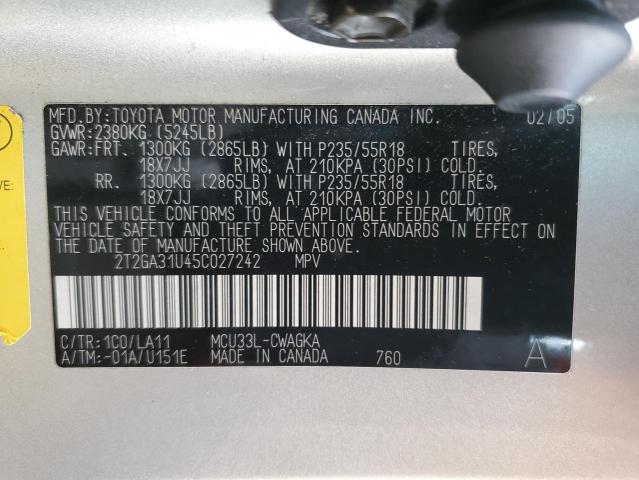 MFD.BY:TOYOTA MOTOR MANUFACTURING CANADA INC. 02/05
GVWR:2380KG (5245LB)
GAWR:FRT. 1300KG (2865LB) WITH P235/55R18 TIRES,
18X7JJ RIMS, AT 210KPA (30PSI) COLD.
RR. 1300KG (2865LB) WITH P235/55R18 TIRES,
18X7JJ RIMS, AT 210KPA (30PSI) COLD.
THIS VEHICLE CONFORMS TO ALL APPLICABLE FEDERAL MOTOR
VEHICLE SAFETY AND THEFT PREVENTION STANDARDS IN EFFECT ON
THE DATE OF MANUFACTURE SHOWN ABOVE.
2T2GA31U45C027242 MPV
C/TR:1C0/LA11 MCU33L-CWAGKA
A/TM:-01A/U151E MADE IN CANADA 760 A